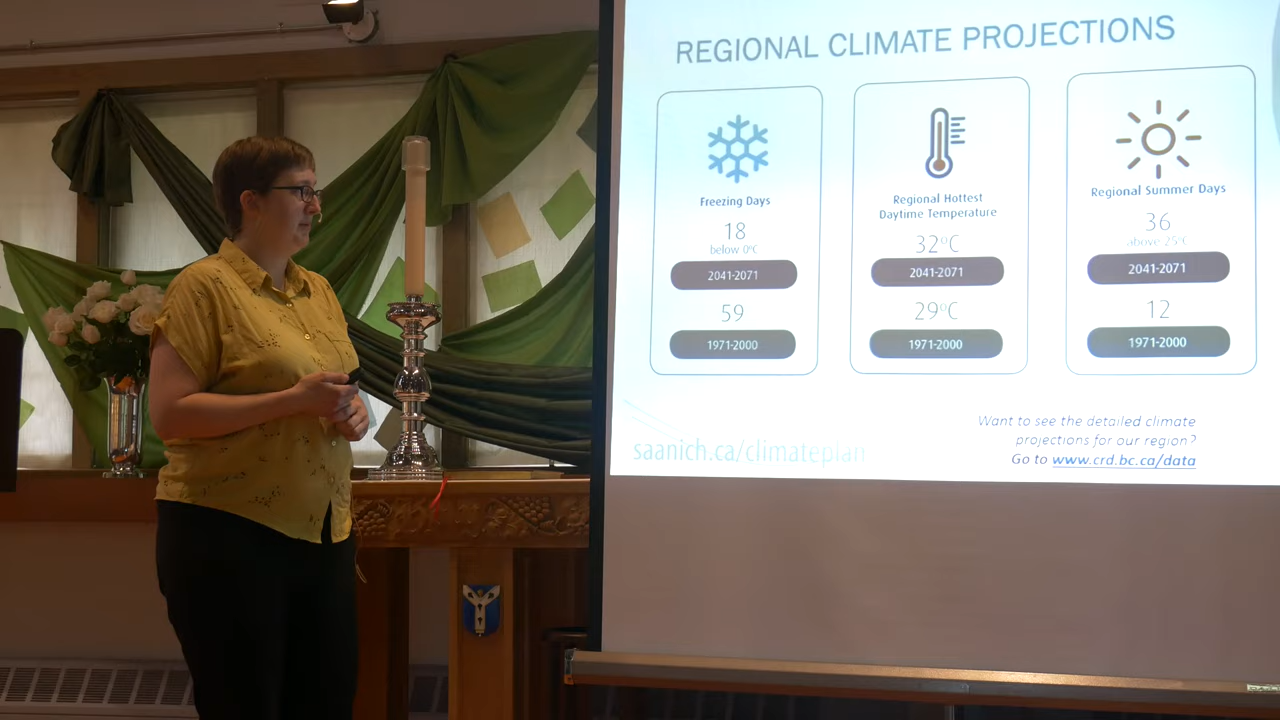 REGIONAL CLIMATE PROJECTIONS
Freezing Days
18
below 0°C
2041-2071
59
1971-2000
Regional Hottest
Daytime Temperature
32°C
2041-2071
29°C
1971-2000
Regional Summer Days
36
above 25°C
2041-2071
12
1971-2000
Want to see the detailed climate
projections for our region?
Go to www.crd.bc.ca/data
saanich.ca/climateplan